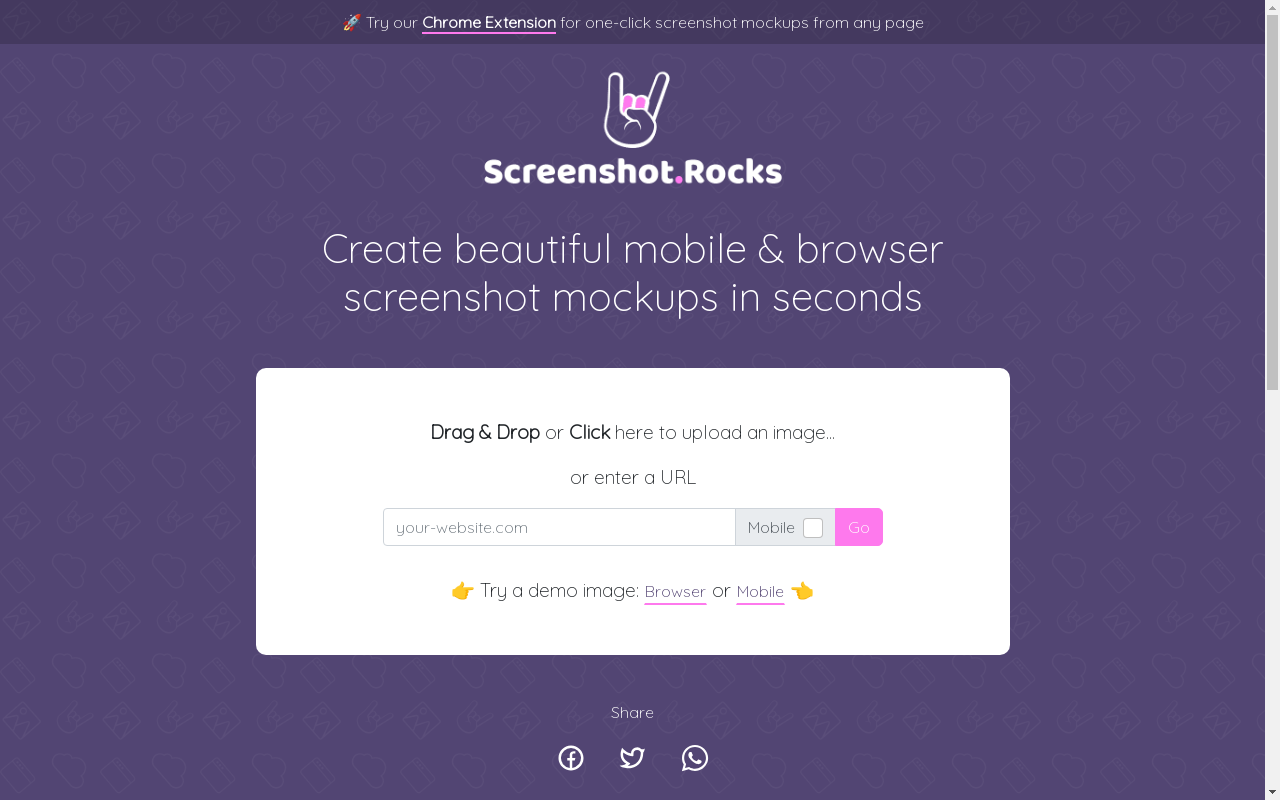 🚀 Try our Chrome Extension for one-click screenshot mockups from any page
Screenshot.Rocks
Create beautiful mobile & browser
screenshot mockups in seconds
Drag & Drop or Click here to upload an image...
or enter a URL
your-website.com Mobile Go
👉 Try a demo image: Browser or Mobile 👈
Share